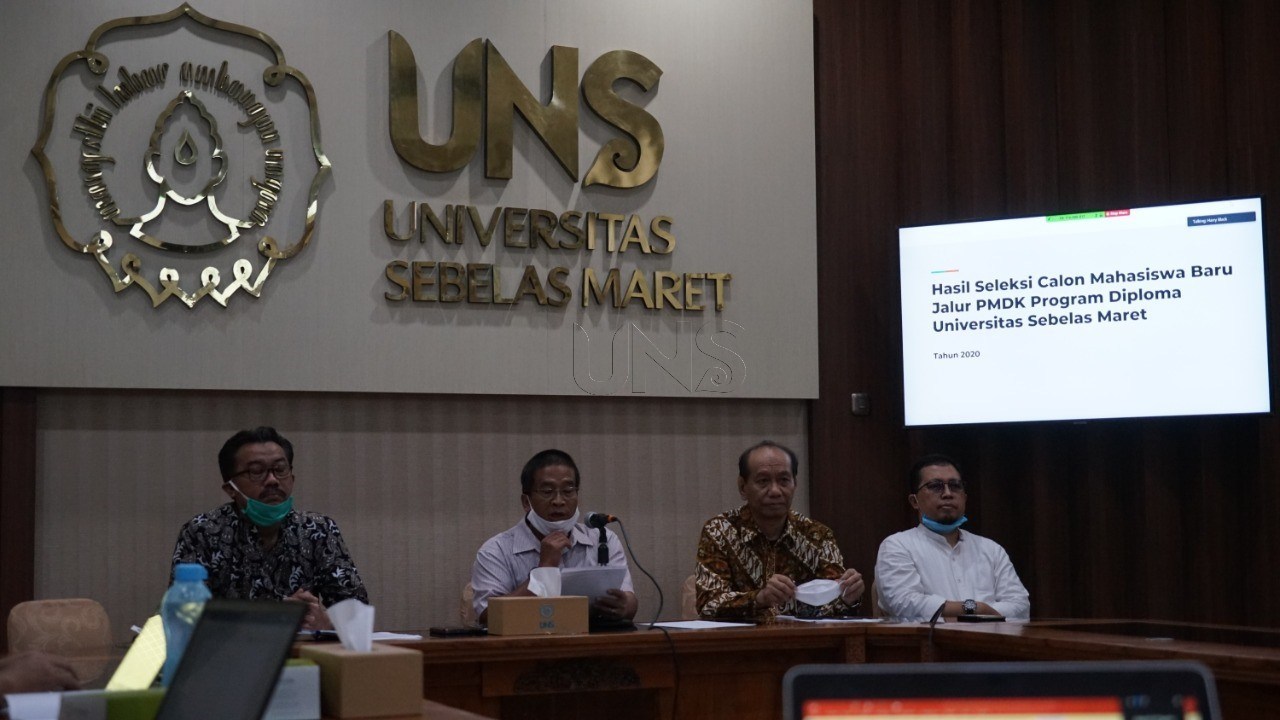 UNS
UNIVERSITAS
SEBELAS MARET
UNS
Hasil Seleksi Calon Mahasiswa Baru
Jalur PMDK Program Diploma
Universitas Sebelas Maret
Tahun 2020
UNS